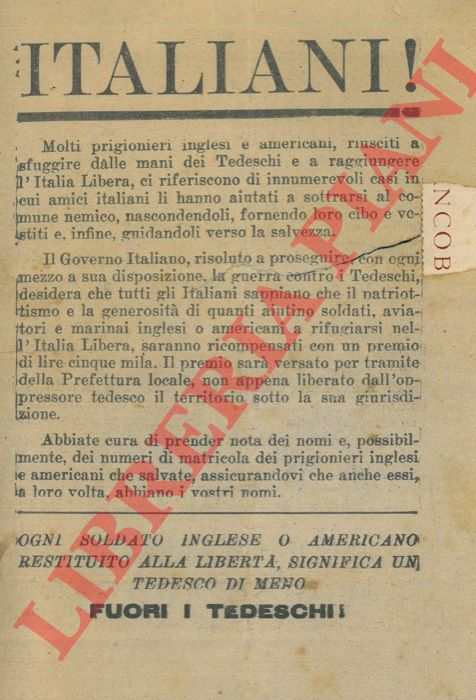 ITALIANI!
Molti prigionieri inglesi e americani, riusciti a
sfuggire dalle mani dei Tedeschi e a raggiungere
l'Italia Libera, ci riferiscono di innumerevoli casi in
cui amici italiani li hanno aiutati a sottrarsi al co-
mune nemico, nascondendoli, fornendo loro cibo e ve-
stiti e, infine, guidandoli verso la salvezza.
Il Governo Italiano, risoluto a proseguire, con ogni
mezzo a sua disposizione, la guerra contro i Tedeschi,
desidera che tutti gli Italiani sappiano che il patriot-
tismo e la generosità di quanti aiutino soldati, avia-
tori e marinai inglesi o americani a rifugiarsi nel-
l'Italia Libera, saranno ricompensati con un premio
di lire cinque mila. Il premio sarà versato per tramite
della Prefettura locale, non appena liberato dall'op-
pressore tedesco il territorio sotto la sua giurisdi-
zione.
Abbiate cura di prender nota dei nomi e, possibil-
mente, dei numeri di matricola dei prigionieri inglesi
e americani che salvate, assicurandovi che anche essi,
a loro volta, abbiano i vostri nomi.
OGNI SOLDATO INGLESE O AMERICANO
RESTITUITO ALLA LIBERTÀ, SIGNIFICA UN
TEDESCO DI MENO
FUORI I TEDESCHI!
NCOB
LIBRERIA PIANI
LIBRERIA PIANI